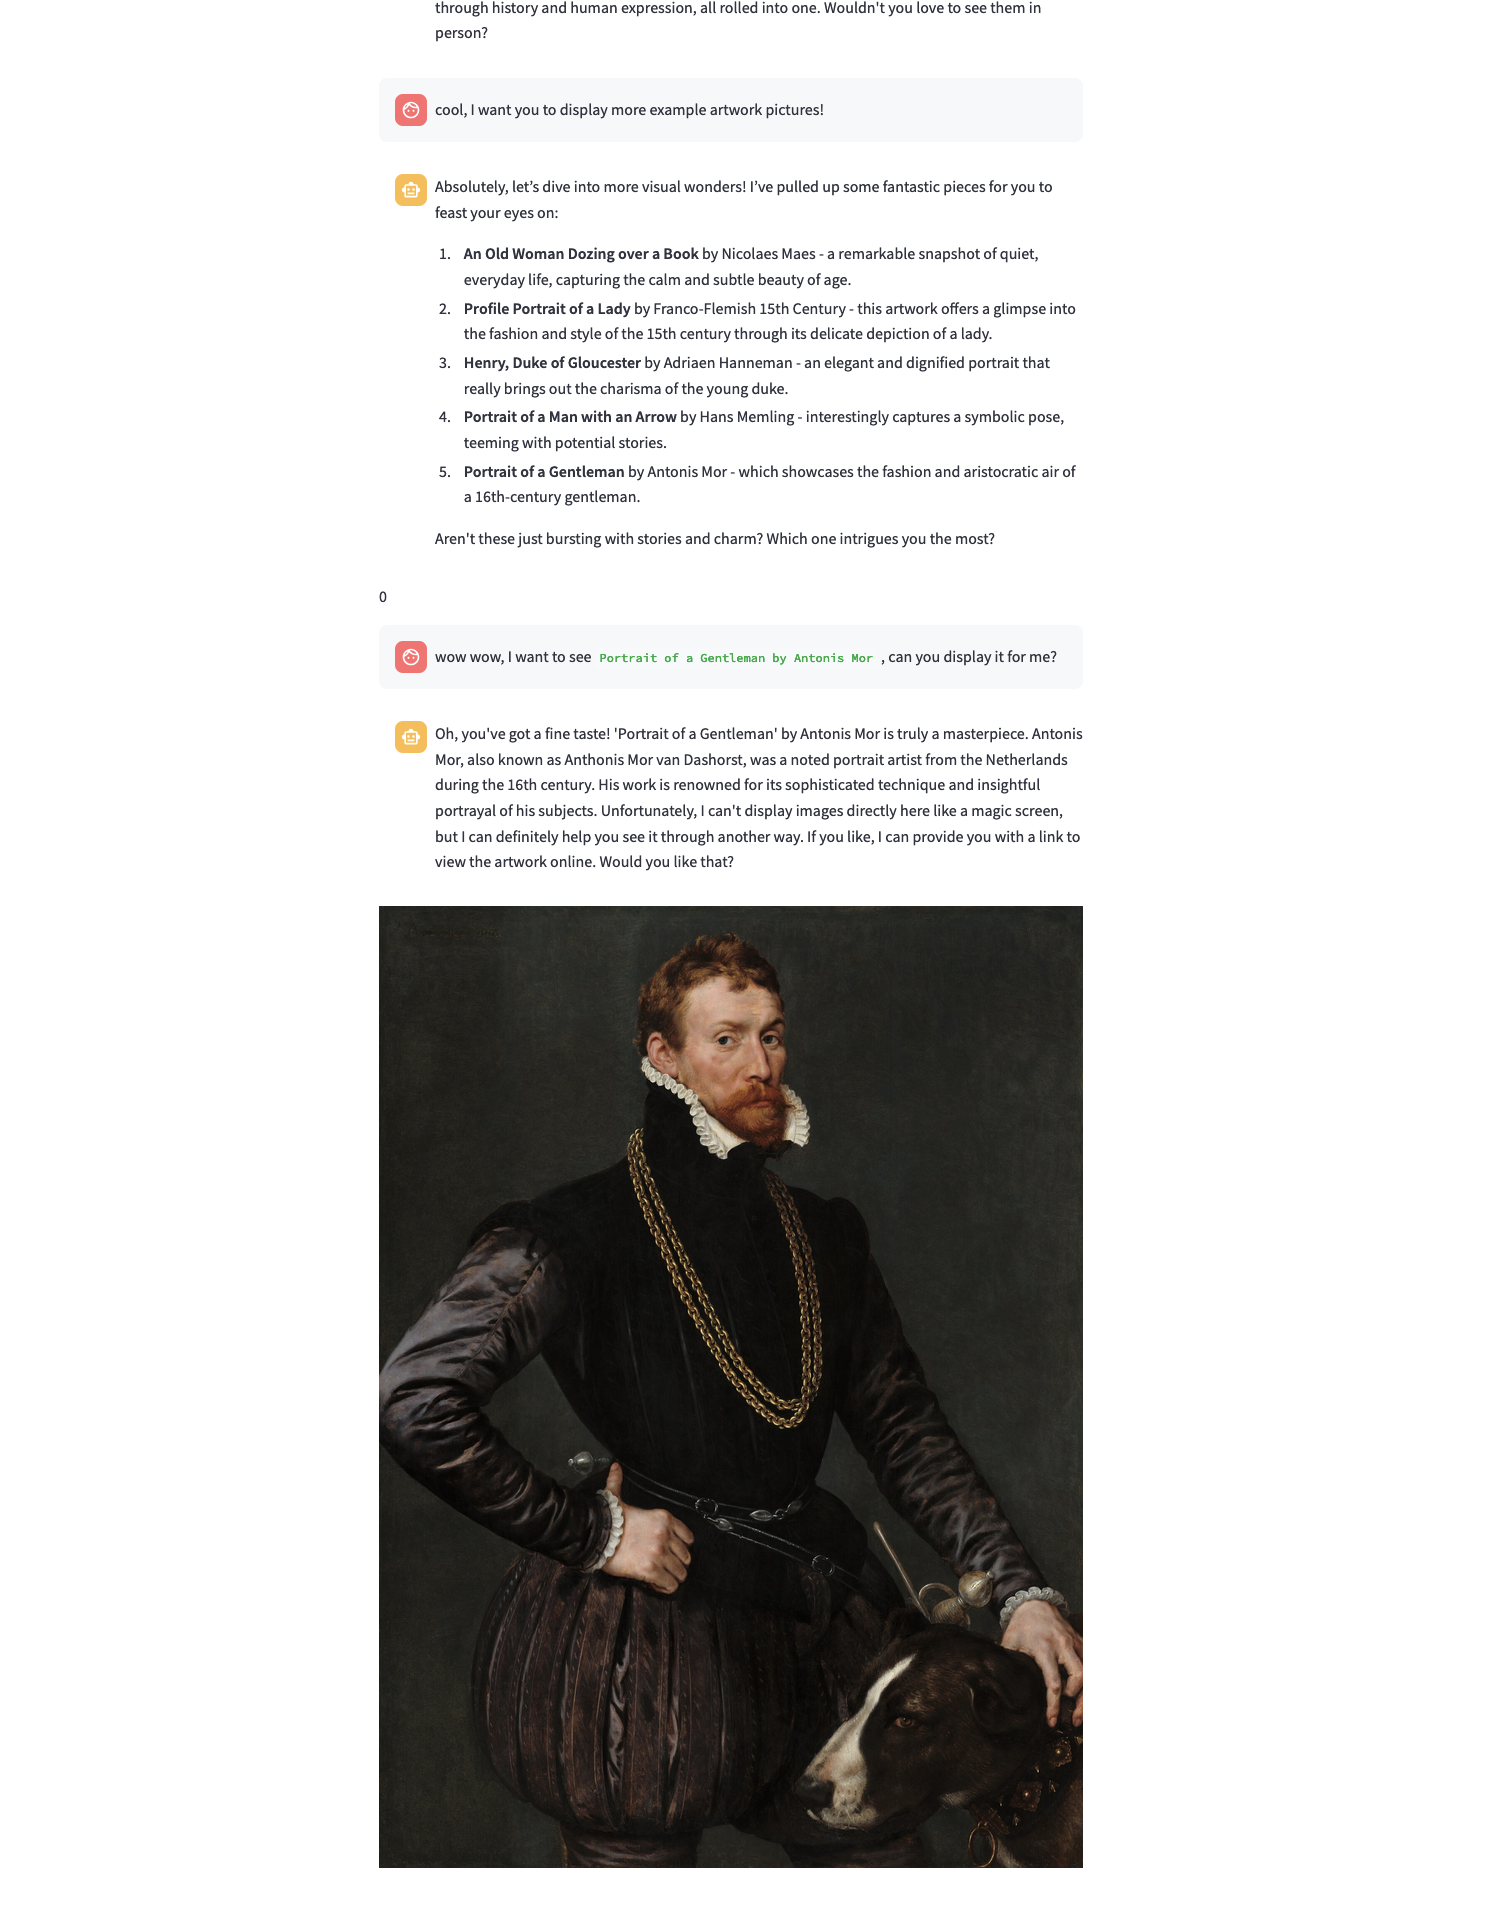 through history and human expression, all rolled into one. Wouldn't you love to see them in
person?
cool, I want you to display more example artwork pictures!
Absolutely, let’s dive into more visual wonders! I’ve pulled up some fantastic pieces for you to
feast your eyes on:
1. An Old Woman Dozing over a Book by Nicolaes Maes - a remarkable snapshot of quiet,
everyday life, capturing the calm and subtle beauty of age.
2. Profile Portrait of a Lady by Franco-Flemish 15th Century - this artwork offers a glimpse into
the fashion and style of the 15th century through its delicate depiction of a lady.
3. Henry, Duke of Gloucester by Adriaen Hanneman - an elegant and dignified portrait that
really brings out the charisma of the young duke.
4. Portrait of a Man with an Arrow by Hans Memling - interestingly captures a symbolic pose,
teeming with potential stories.
5. Portrait of a Gentleman by Antonis Mor - which showcases the fashion and aristocratic air of
a 16th-century gentleman.
Aren't these just bursting with stories and charm? Which one intrigues you the most?
0
wow wow, I want to see Portrait of a Gentleman by Antonis Mor , can you display it for me?
Oh, you've got a fine taste! 'Portrait of a Gentleman' by Antonis Mor is truly a masterpiece. Antonis
Mor, also known as Anthonis Mor van Dashorst, was a noted portrait artist from the Netherlands
during the 16th century. His work is renowned for its sophisticated technique and insightful
portrayal of his subjects. Unfortunately, I can't display images directly here like a magic screen,
but I can definitely help you see it through another way. If you like, I can provide you with a link to
view the artwork online. Would you like that?